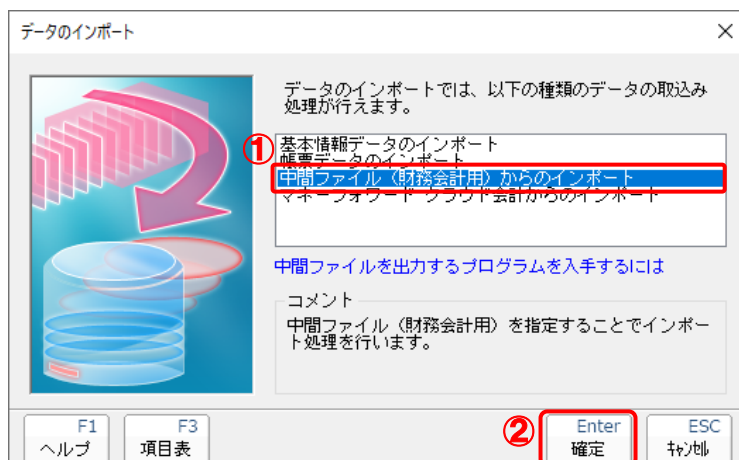 データのインポート
データのインポートでは、以下の種類のデータの取込み
処理が行えます。
①
基本情報データのインポート
帳票データのインポート
中間ファイル（財務会計用）からのインポート
マネーフォワード クラウド会計からのインポート
中間ファイルを出力するプログラムを入手するには
コメント
中間ファイル（財務会計用）を指定することでインポー
ト処理を行います。
F1
ヘルプ
F3
項目表
②
Enter
確定
ESC
ｷｬﾝｾﾙ